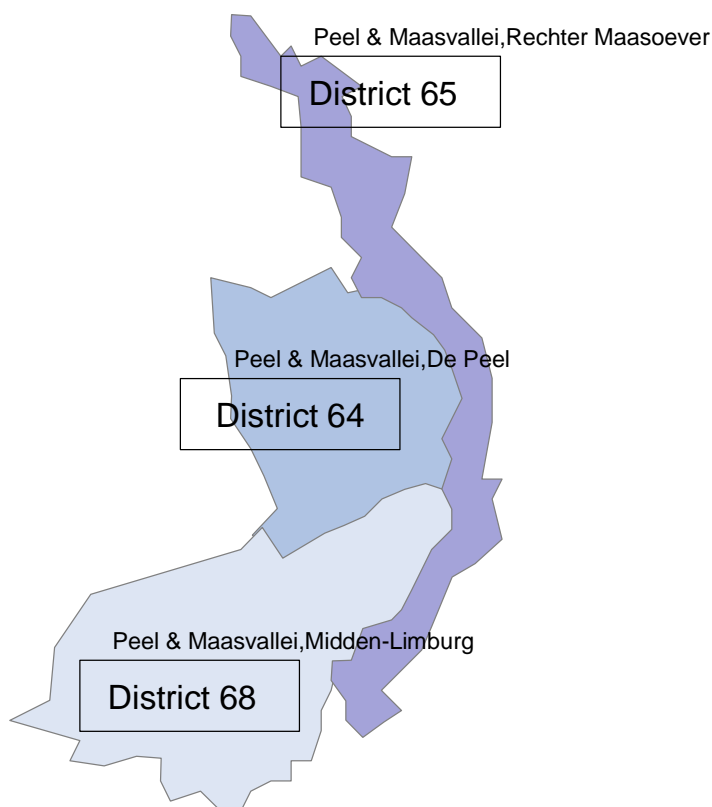 Peel & Maasvallei,Rechter Maasoever
District 65
Peel & Maasvallei,De Peel
District 64
Peel & Maasvallei,Midden-Limburg
District 68